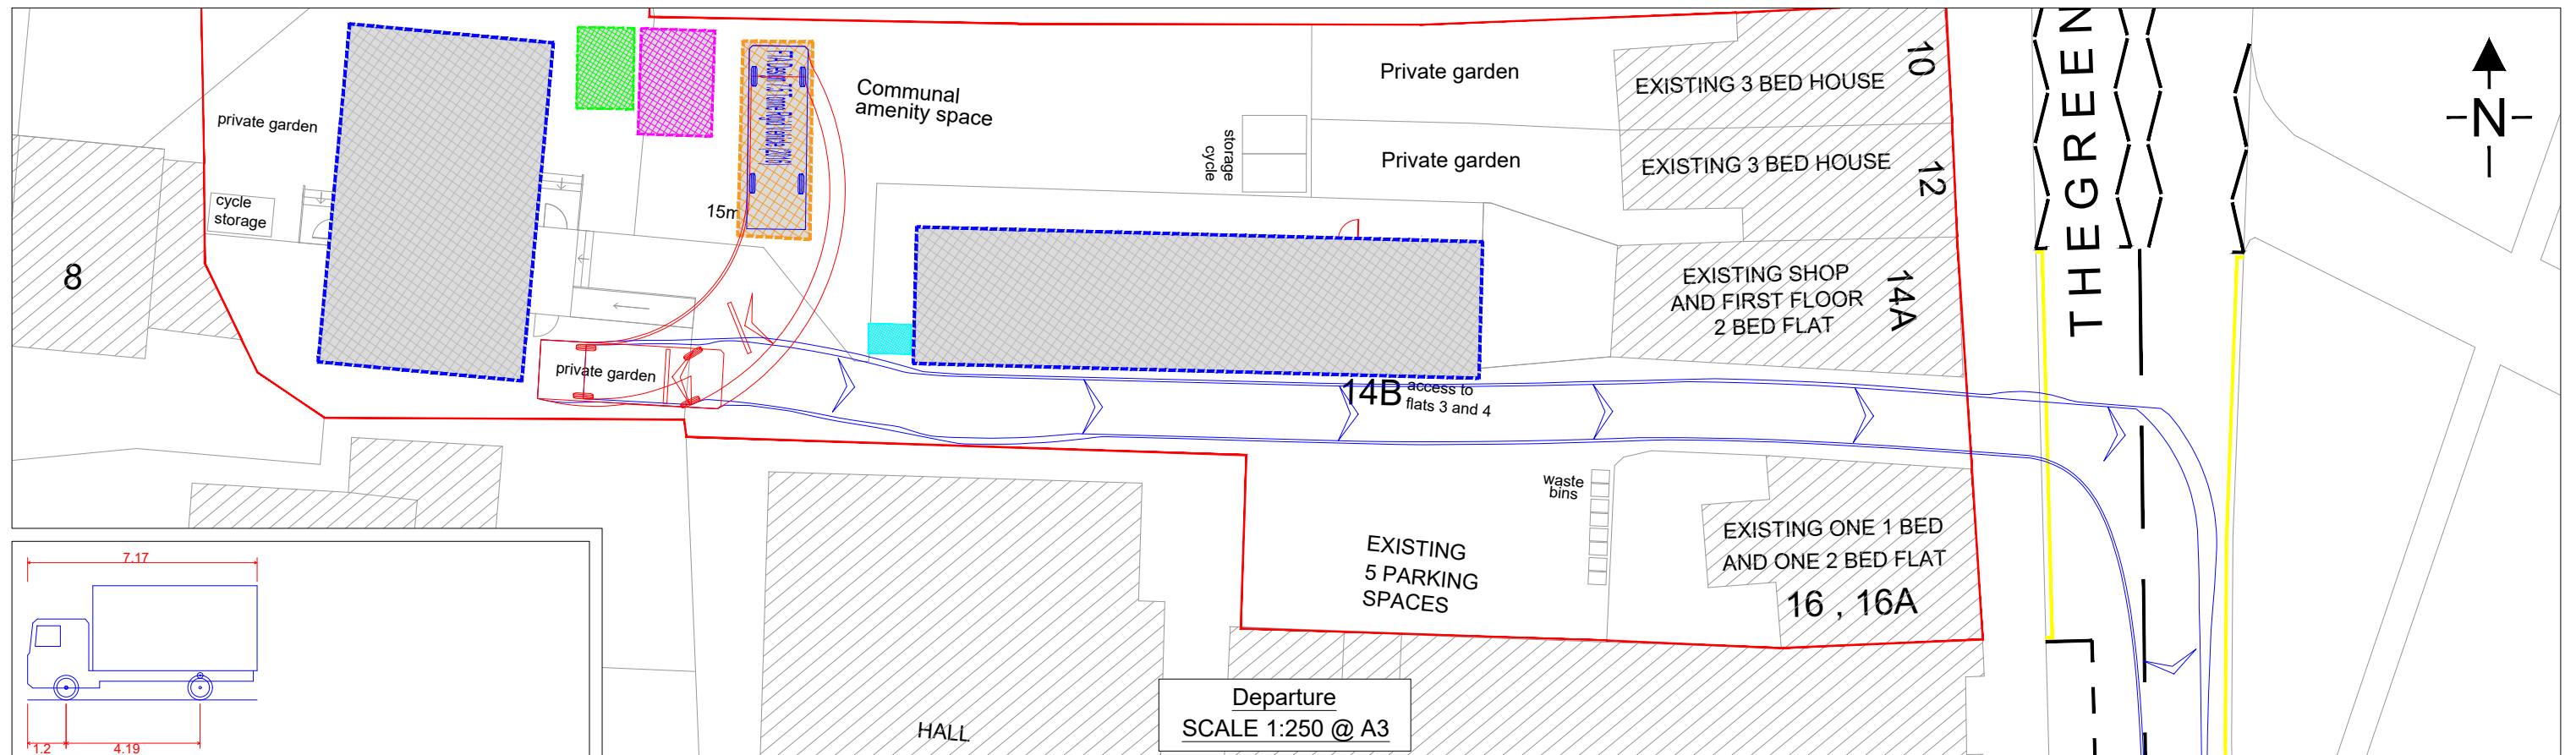 Communal
amenity space
private garden
cycle
storage
8
15m
storage
cycle
Private garden
Private garden
EXISTING 3 BED HOUSE
10
EXISTING 3 BED HOUSE
12
EXISTING SHOP
AND FIRST FLOOR
2 BED FLAT
14A
THE GREEN
N
private garden
14B
access to
flats 3 and 4
waste
bins
EXISTING
5 PARKING
SPACES
EXISTING ONE 1 BED
AND ONE 2 BED FLAT
16 , 16A
HALL
Departure
SCALE 1:250 @ A3
7.17
1.2
4.19